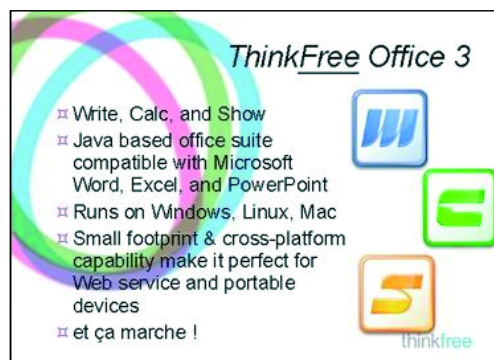 ThinkFree Office 3
¤ Write, Calc, and Show
¤ Java based office suite
compatible with Microsoft
Word, Excel, and PowerPoint
¤ Runs on Windows, Linux, Mac
¤ Small footprint & cross-platform
capability make it perfect for
Web service and portable
devices
¤ et ça marche !
thinkfree